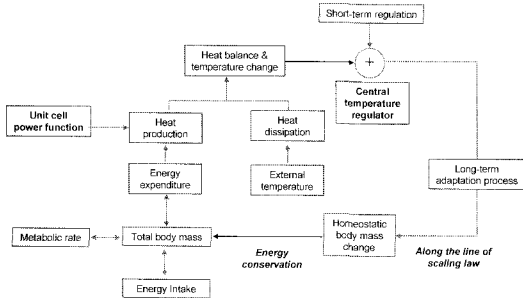 Short-term regulation
Heat balance &
temperature change
+
Central
temperature
regulator
Unit cell
power function
Heat
production
Heat
dissipation
Energy
expenditure
External
temperature
Long-term
adaptation process
Metabolic rate
Total body mass
Energy
conservation
Homeostatic
body mass
change
Along the line of
scaling law
Energy Intake